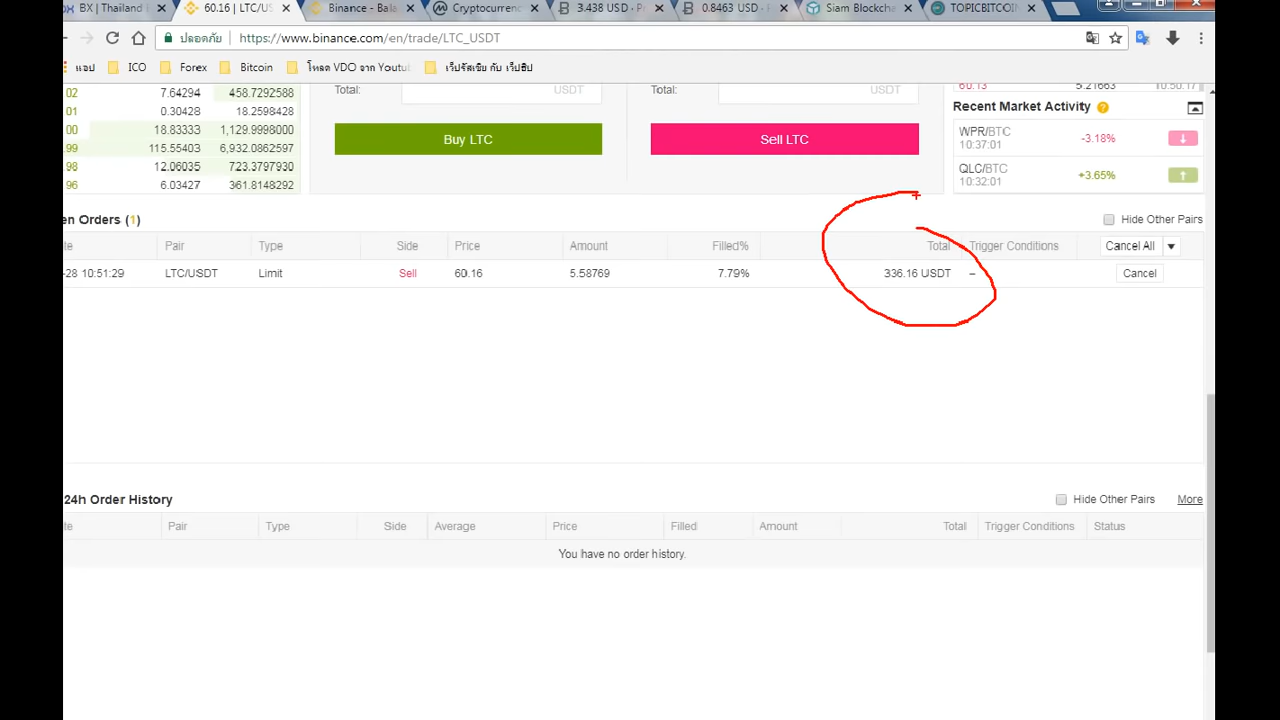 BX | Thailand
60.16 | LTC/US
Binance - Bala
Cryptocurrenc
3.438 USD - P
0.8463 USD -
Siam Blockcha
TOPICBITCOIN
ปลอดภัย https://www.binance.com/en/trade/LTC_USDT
แอป ICO Forex Bitcoin โหลด VDO จาก Youtu เว็ปรัสเซีย กับ เว็ปฮิป
02 7.64294 458.7292588
01 0.30428 18.2598428
00 18.83333 1,129.9998000
99 115.55403 6,932.0862597
98 12.06035 723.3797930
96 6.03427 361.8148292
Total: USDT
Buy LTC
Total: USDT
Sell LTC
60.13 5.21663 10:50:17
Recent Market Activity ?
WPR/BTC -3.18%
10:37:01
QLC/BTC +3.65%
10:32:01
en Orders (1) Hide Other Pairs
te Pair Type Side Price Amount Filled% Total Trigger Conditions Cancel All
-28 10:51:29 LTC/USDT Limit Sell 60.16 5.58769 7.79% 336.16 USDT – Cancel
24h Order History Hide Other Pairs More
te Pair Type Side Average Price Filled Amount Total Trigger Conditions Status
You have no order history.